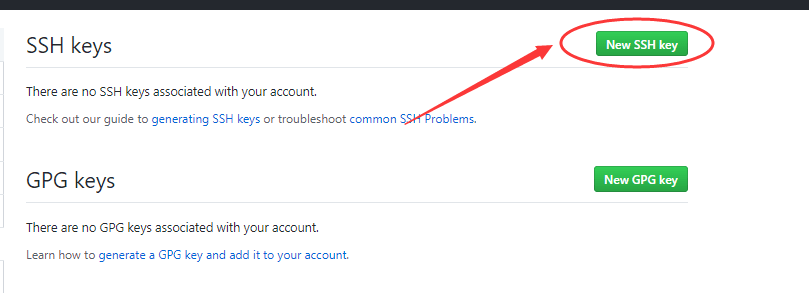 SSH keys
New SSH key
There are no SSH keys associated with your account.
Check out our guide to generating SSH keys or troubleshoot common SSH Problems.
GPG keys
New GPG key
There are no GPG keys associated with your account.
Learn how to generate a GPG key and add it to your account.